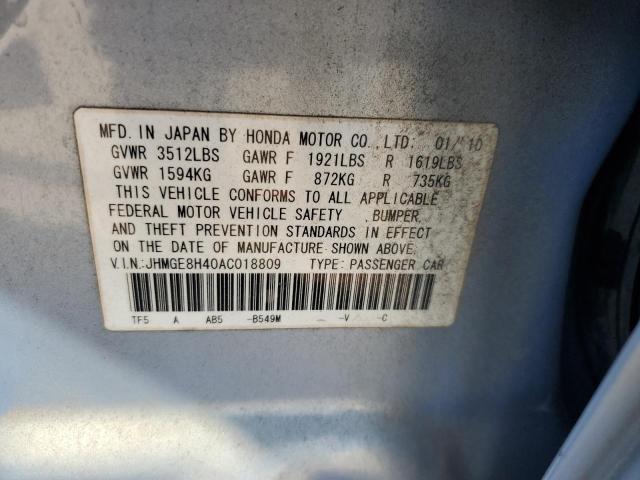 MFD. IN JAPAN BY HONDA MOTOR CO., LTD. 01/'10
GVWR 3512LBS GAWR F 1921LBS R 1619LBS
GVWR 1594KG GAWR F 872KG R 735KG
THIS VEHICLE CONFORMS TO ALL APPLICABLE
FEDERAL MOTOR VEHICLE SAFETY, BUMPER,
AND THEFT PREVENTION STANDARDS IN EFFECT
ON THE DATE OF MANUFACTURE SHOWN ABOVE.
V.I.N.:JHMGE8H40AC018809 TYPE: PASSENGER CAR
TF5 A AB5 -B549M - -V -C